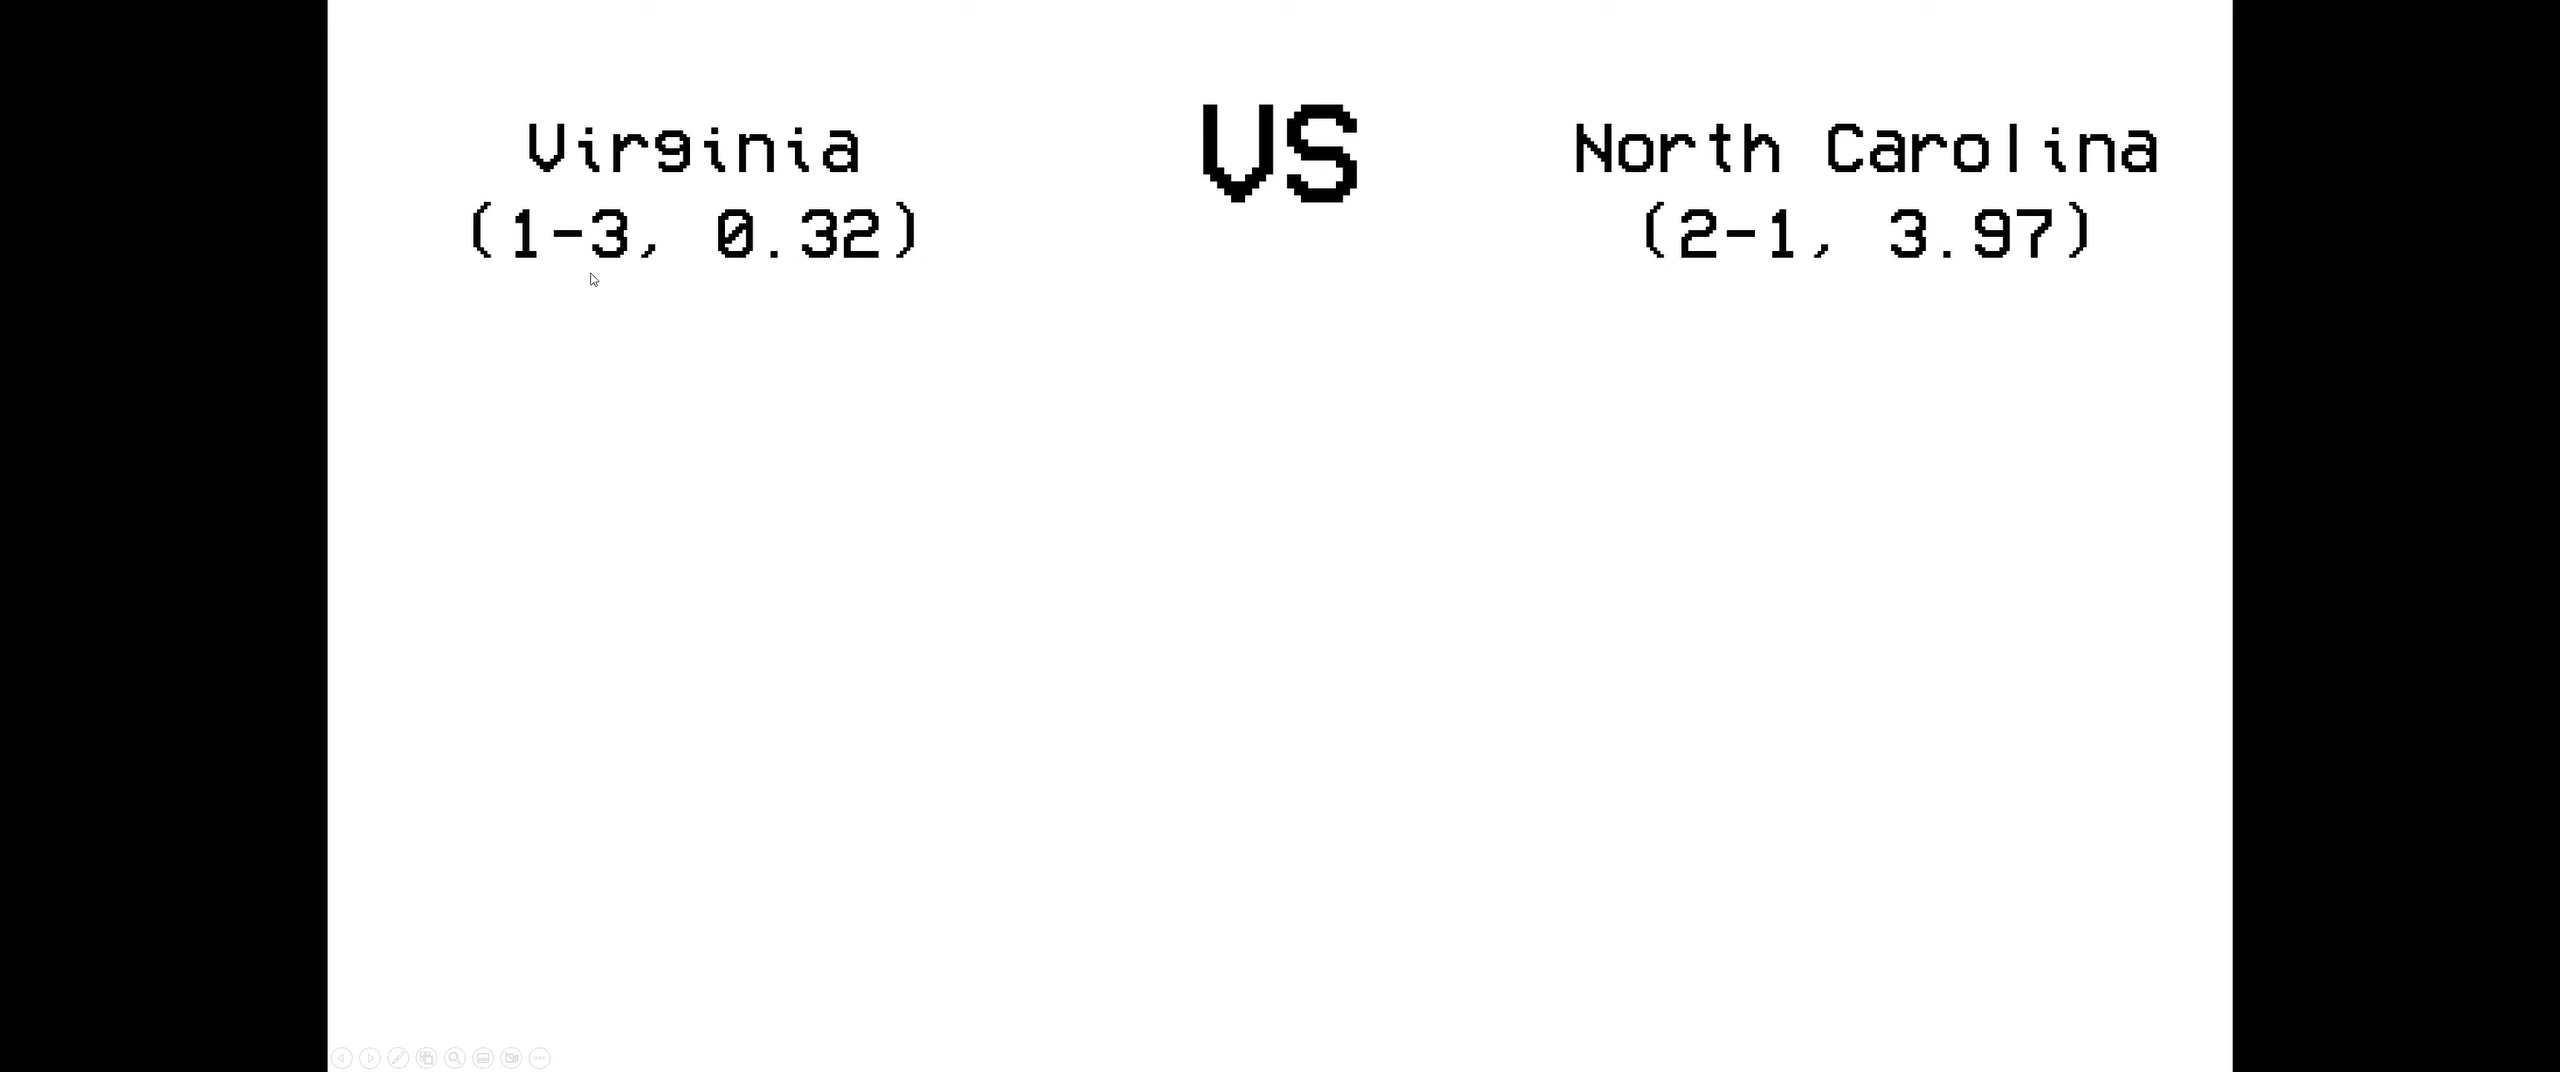 Virginia
(1-3, 0.32)
VS
North Carolina
(2-1, 3.97)